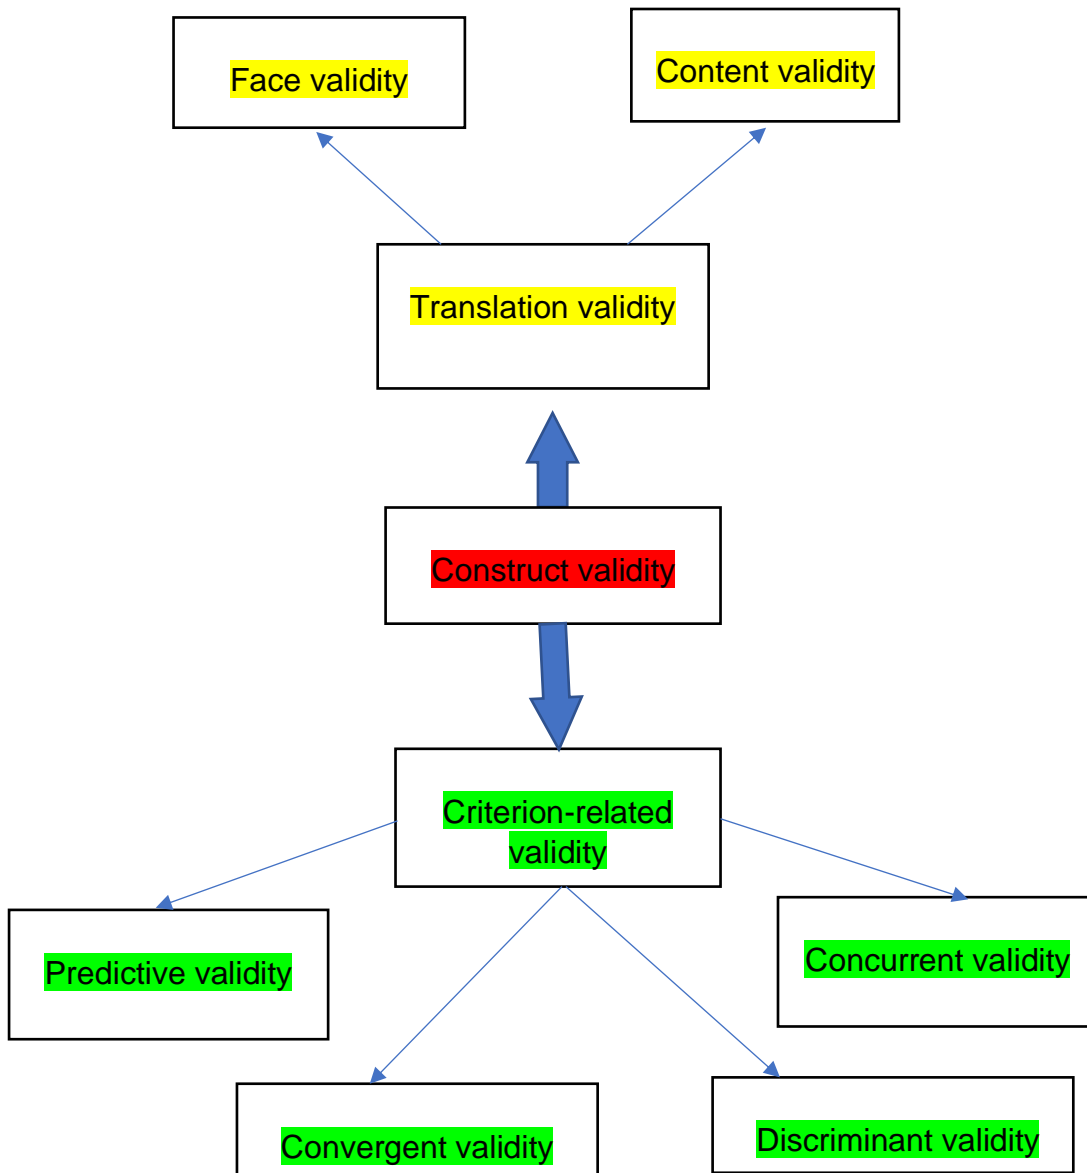 Face validity
Content validity
Translation validity
Construct validity
Criterion-related
validity
Predictive validity
Concurrent validity
Convergent validity
Discriminant validity